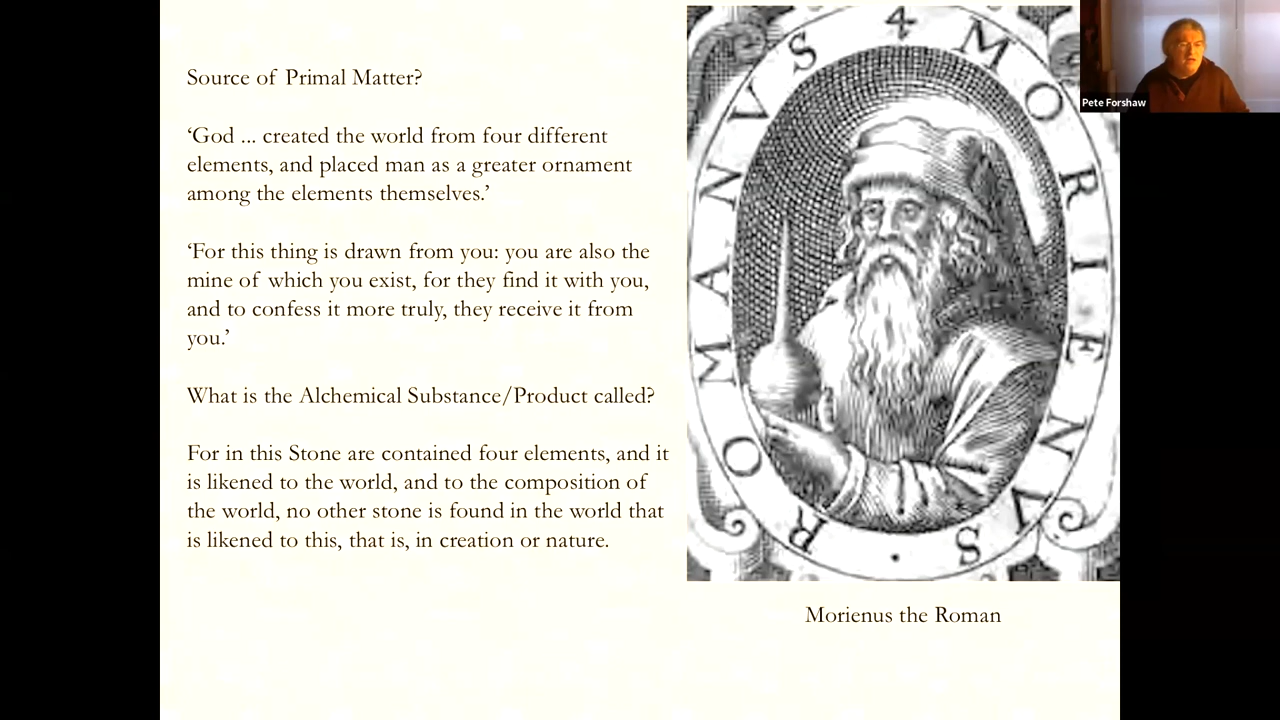 Source of Primal Matter?
‘God ... created the world from four different
elements, and placed man as a greater ornament
among the elements themselves.’
‘For this thing is drawn from you: you are also the
mine of which you exist, for they find it with you,
and to confess it more truly, they receive it from
you.’
What is the Alchemical Substance/Product called?
For in this Stone are contained four elements, and it
is likened to the world, and to the composition of
the world, no other stone is found in the world that
is likened to this, that is, in creation or nature.
4 MORIENVS · ROMANVS
Morienus the Roman
Pete Forshaw